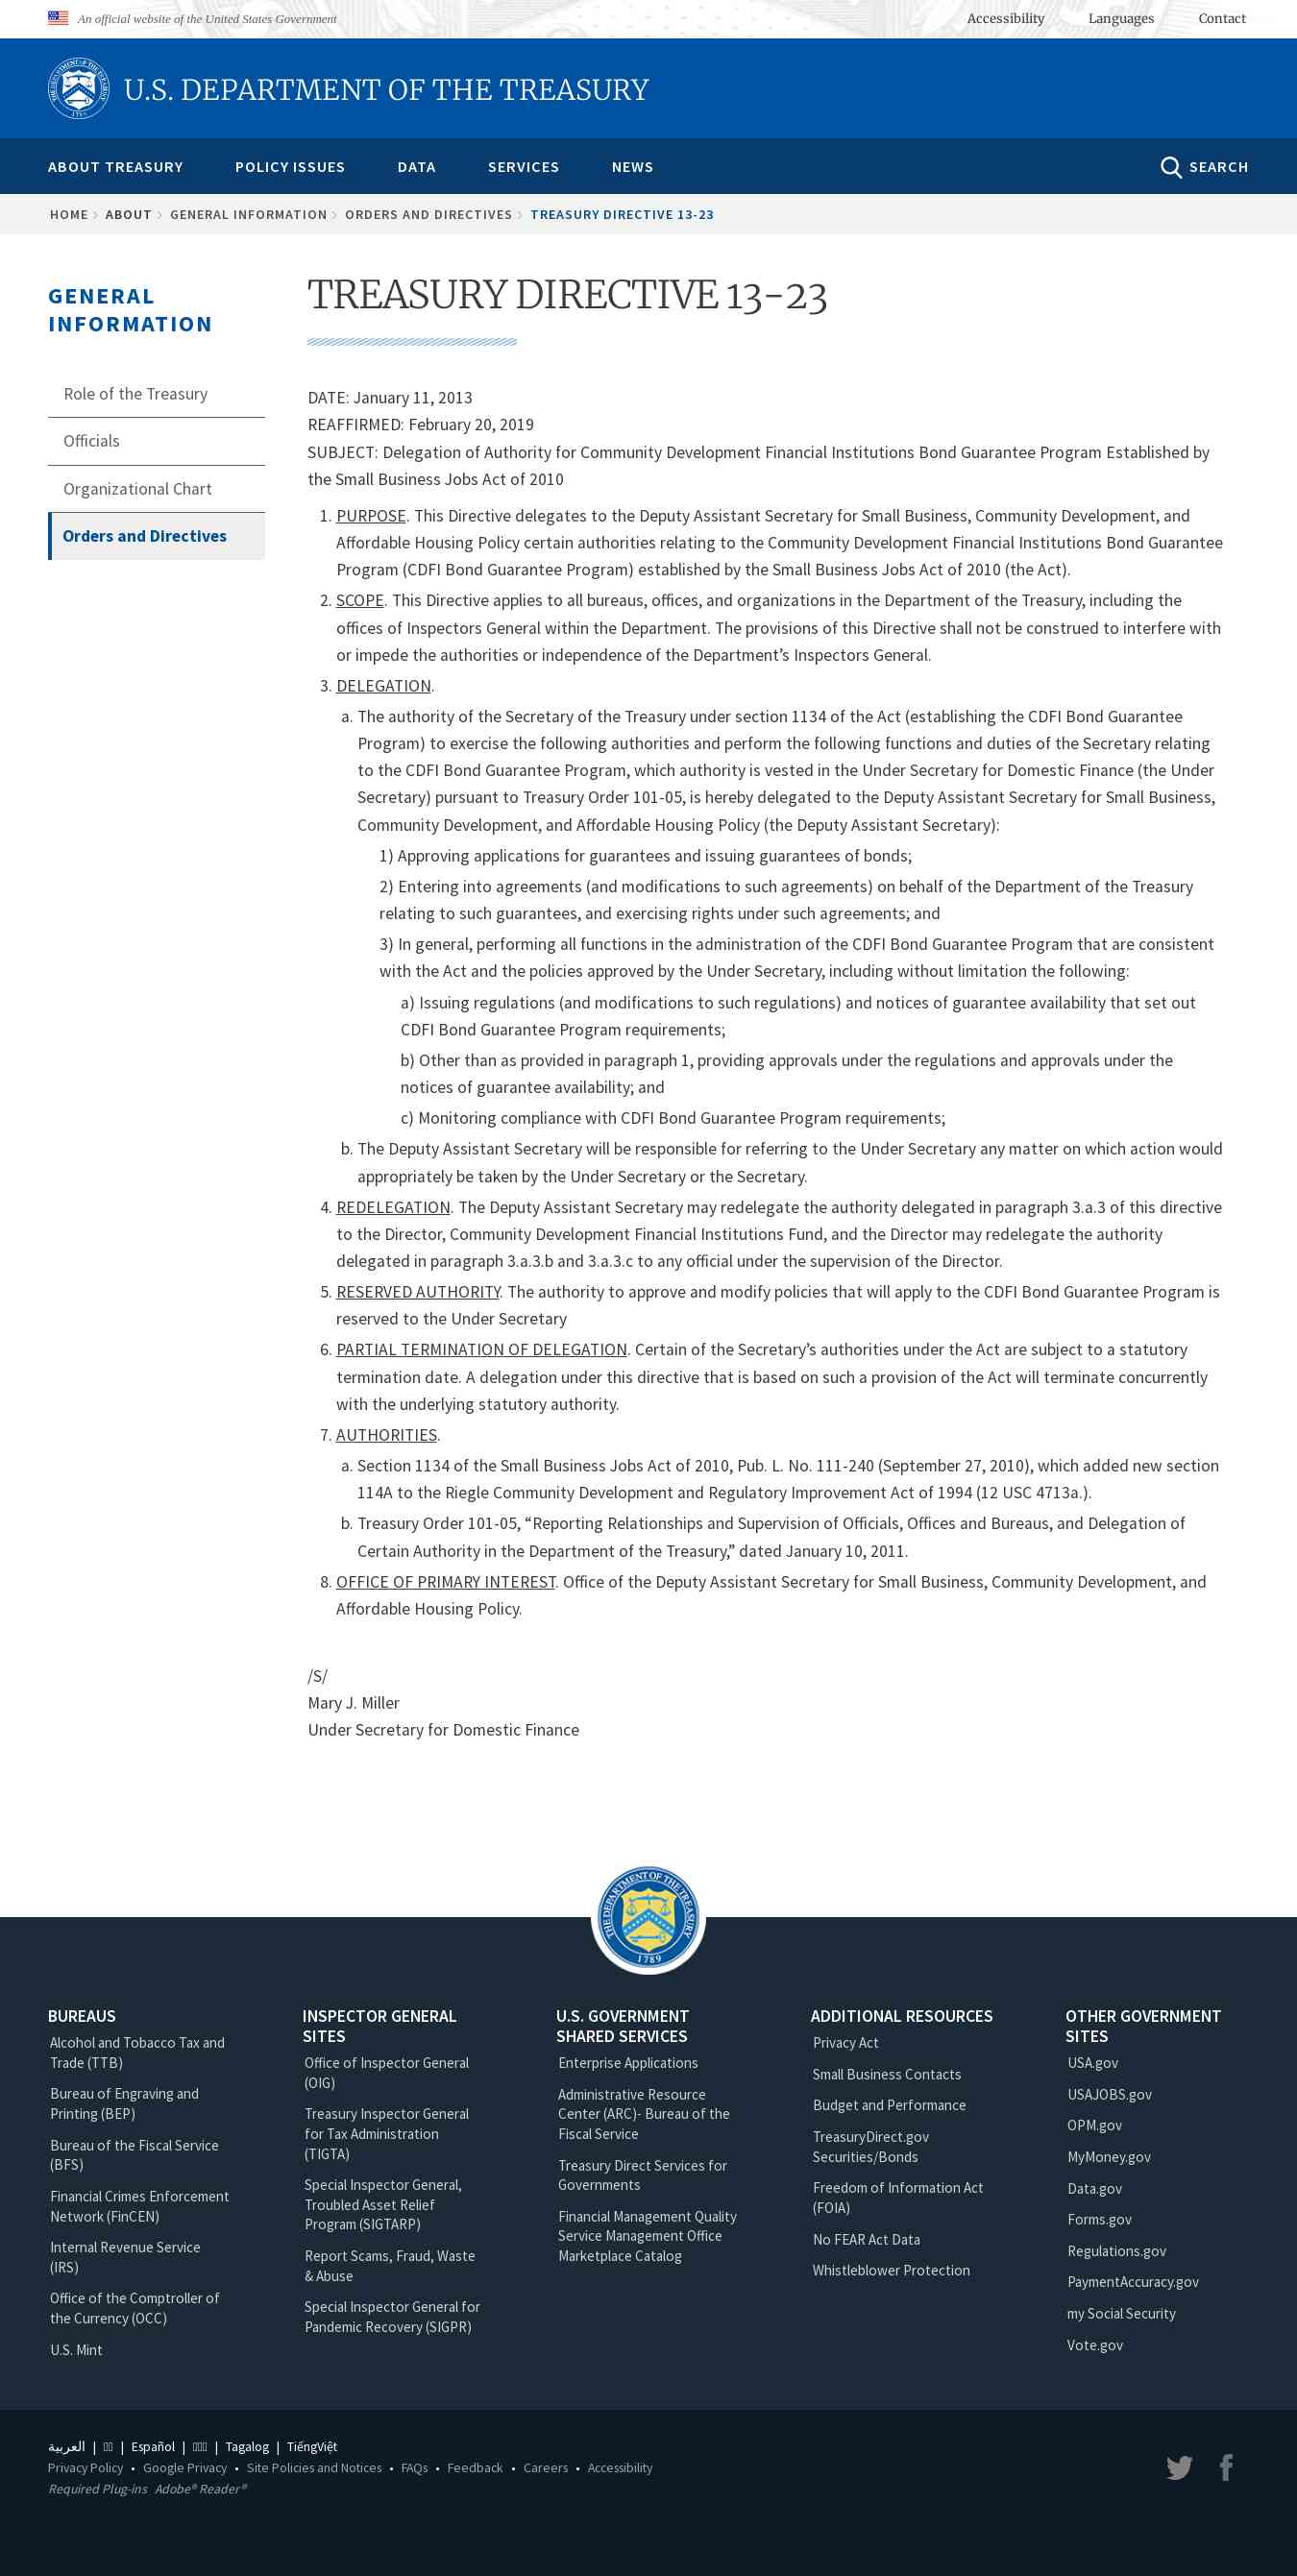 An official website of the United States Government
Accessibility
Languages
Contact
U.S. DEPARTMENT OF THE TREASURY
ABOUT TREASURY
POLICY ISSUES
DATA
SERVICES
NEWS
SEARCH
HOME
ABOUT
GENERAL INFORMATION
ORDERS AND DIRECTIVES
TREASURY DIRECTIVE 13-23
GENERAL
INFORMATION
Role of the Treasury
Officials
Organizational Chart
Orders and Directives
TREASURY DIRECTIVE 13-23
DATE: January 11, 2013
REAFFIRMED: February 20, 2019
SUBJECT: Delegation of Authority for Community Development Financial Institutions Bond Guarantee Program Established by
the Small Business Jobs Act of 2010
1. PURPOSE. This Directive delegates to the Deputy Assistant Secretary for Small Business, Community Development, and
Affordable Housing Policy certain authorities relating to the Community Development Financial Institutions Bond Guarantee
Program (CDFI Bond Guarantee Program) established by the Small Business Jobs Act of 2010 (the Act).
2. SCOPE. This Directive applies to all bureaus, offices, and organizations in the Department of the Treasury, including the
offices of Inspectors General within the Department. The provisions of this Directive shall not be construed to interfere with
or impede the authorities or independence of the Department’s Inspectors General.
3. DELEGATION.
a. The authority of the Secretary of the Treasury under section 1134 of the Act (establishing the CDFI Bond Guarantee
Program) to exercise the following authorities and perform the following functions and duties of the Secretary relating
to the CDFI Bond Guarantee Program, which authority is vested in the Under Secretary for Domestic Finance (the Under
Secretary) pursuant to Treasury Order 101-05, is hereby delegated to the Deputy Assistant Secretary for Small Business,
Community Development, and Affordable Housing Policy (the Deputy Assistant Secretary):
1) Approving applications for guarantees and issuing guarantees of bonds;
2) Entering into agreements (and modifications to such agreements) on behalf of the Department of the Treasury
relating to such guarantees, and exercising rights under such agreements; and
3) In general, performing all functions in the administration of the CDFI Bond Guarantee Program that are consistent
with the Act and the policies approved by the Under Secretary, including without limitation the following:
a) Issuing regulations (and modifications to such regulations) and notices of guarantee availability that set out
CDFI Bond Guarantee Program requirements;
b) Other than as provided in paragraph 1, providing approvals under the regulations and approvals under the
notices of guarantee availability; and
c) Monitoring compliance with CDFI Bond Guarantee Program requirements;
b. The Deputy Assistant Secretary will be responsible for referring to the Under Secretary any matter on which action would
appropriately be taken by the Under Secretary or the Secretary.
4. REDELEGATION. The Deputy Assistant Secretary may redelegate the authority delegated in paragraph 3.a.3 of this directive
to the Director, Community Development Financial Institutions Fund, and the Director may redelegate the authority
delegated in paragraph 3.a.3.b and 3.a.3.c to any official under the supervision of the Director.
5. RESERVED AUTHORITY. The authority to approve and modify policies that will apply to the CDFI Bond Guarantee Program is
reserved to the Under Secretary
6. PARTIAL TERMINATION OF DELEGATION. Certain of the Secretary’s authorities under the Act are subject to a statutory
termination date. A delegation under this directive that is based on such a provision of the Act will terminate concurrently
with the underlying statutory authority.
7. AUTHORITIES.
a. Section 1134 of the Small Business Jobs Act of 2010, Pub. L. No. 111-240 (September 27, 2010), which added new section
114A to the Riegle Community Development and Regulatory Improvement Act of 1994 (12 USC 4713a.).
b. Treasury Order 101-05, “Reporting Relationships and Supervision of Officials, Offices and Bureaus, and Delegation of
Certain Authority in the Department of the Treasury,” dated January 10, 2011.
8. OFFICE OF PRIMARY INTEREST. Office of the Deputy Assistant Secretary for Small Business, Community Development, and
Affordable Housing Policy.
/S/
Mary J. Miller
Under Secretary for Domestic Finance
THE DEPARTMENT OF THE TREASURY
1789
BUREAUS
Alcohol and Tobacco Tax and
Trade (TTB)
Bureau of Engraving and
Printing (BEP)
Bureau of the Fiscal Service
(BFS)
Financial Crimes Enforcement
Network (FinCEN)
Internal Revenue Service
(IRS)
Office of the Comptroller of
the Currency (OCC)
U.S. Mint
INSPECTOR GENERAL
SITES
Office of Inspector General
(OIG)
Treasury Inspector General
for Tax Administration
(TIGTA)
Special Inspector General,
Troubled Asset Relief
Program (SIGTARP)
Report Scams, Fraud, Waste
& Abuse
Special Inspector General for
Pandemic Recovery (SIGPR)
U.S. GOVERNMENT
SHARED SERVICES
Enterprise Applications
Administrative Resource
Center (ARC)- Bureau of the
Fiscal Service
Treasury Direct Services for
Governments
Financial Management Quality
Service Management Office
Marketplace Catalog
ADDITIONAL RESOURCES
Privacy Act
Small Business Contacts
Budget and Performance
TreasuryDirect.gov
Securities/Bonds
Freedom of Information Act
(FOIA)
No FEAR Act Data
Whistleblower Protection
OTHER GOVERNMENT
SITES
USA.gov
USAJOBS.gov
OPM.gov
MyMoney.gov
Data.gov
Forms.gov
Regulations.gov
PaymentAccuracy.gov
my Social Security
Vote.gov
العربية | | Español | | Tagalog | TiếngViệt
Privacy Policy • Google Privacy • Site Policies and Notices • FAQs • Feedback • Careers • Accessibility
Required Plug-ins Adobe® Reader®